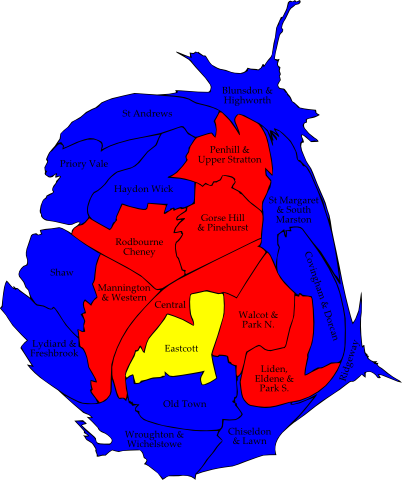 Blunsdon &
Highworth
St Andrews
Penhill &
Upper Stratton
Priory Vale
Haydon Wick
St Margaret
& South
Marston
Gorse Hill
& Pinehurst
Rodbourne
Cheney
Covingham & Dorcan
Shaw
Mannington
& Western
Central
Walcot &
Park N.
Lydiard &
Freshbrook
Eastcott
Ridgeway
Liden,
Eldene &
Park S.
Old Town
Wroughton &
Wichelstowe
Chiseldon
& Lawn